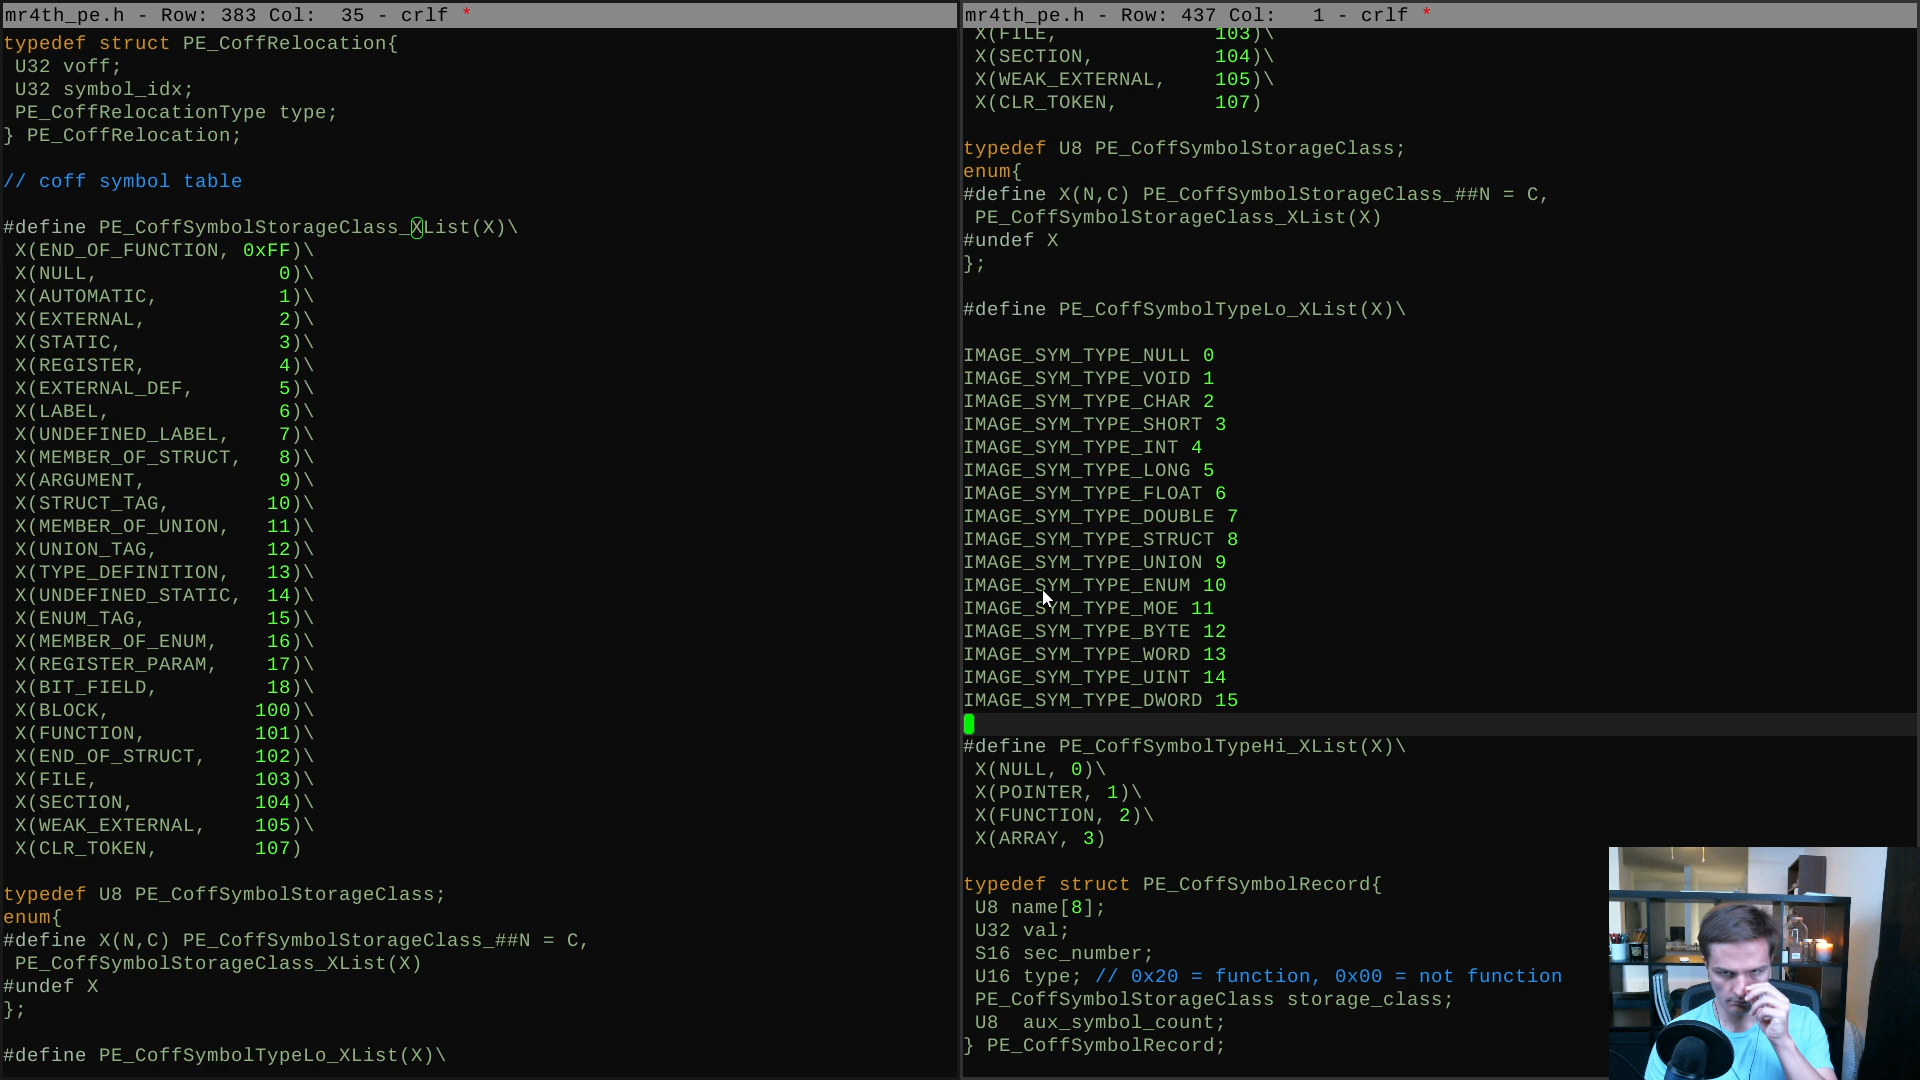 mr4th_pe.h - Row: 383 Col:  35 - crlf *
typedef struct PE_CoffRelocation{
 U32 voff;
 U32 symbol_idx;
 PE_CoffRelocationType type;
} PE_CoffRelocation;
// coff symbol table
#define PE_CoffSymbolStorageClass_XList(X)\
 X(END_OF_FUNCTION, 0xFF)\
 X(NULL,               0)\
 X(AUTOMATIC,          1)\
 X(EXTERNAL,           2)\
 X(STATIC,             3)\
 X(REGISTER,           4)\
 X(EXTERNAL_DEF,       5)\
 X(LABEL,              6)\
 X(UNDEFINED_LABEL,    7)\
 X(MEMBER_OF_STRUCT,   8)\
 X(ARGUMENT,           9)\
 X(STRUCT_TAG,        10)\
 X(MEMBER_OF_UNION,   11)\
 X(UNION_TAG,         12)\
 X(TYPE_DEFINITION,   13)\
 X(UNDEFINED_STATIC,  14)\
 X(ENUM_TAG,          15)\
 X(MEMBER_OF_ENUM,    16)\
 X(REGISTER_PARAM,    17)\
 X(BIT_FIELD,         18)\
 X(BLOCK,            100)\
 X(FUNCTION,         101)\
 X(END_OF_STRUCT,    102)\
 X(FILE,             103)\
 X(SECTION,          104)\
 X(WEAK_EXTERNAL,    105)\
 X(CLR_TOKEN,        107)
typedef U8 PE_CoffSymbolStorageClass;
enum{
#define X(N,C) PE_CoffSymbolStorageClass_##N = C,
 PE_CoffSymbolStorageClass_XList(X)
#undef X
};
#define PE_CoffSymbolTypeLo_XList(X)\
mr4th_pe.h - Row: 437 Col:   1 - crlf *
 X(FILE,             103)\
 X(SECTION,          104)\
 X(WEAK_EXTERNAL,    105)\
 X(CLR_TOKEN,        107)
typedef U8 PE_CoffSymbolStorageClass;
enum{
#define X(N,C) PE_CoffSymbolStorageClass_##N = C,
 PE_CoffSymbolStorageClass_XList(X)
#undef X
};
#define PE_CoffSymbolTypeLo_XList(X)\
IMAGE_SYM_TYPE_NULL 0
IMAGE_SYM_TYPE_VOID 1
IMAGE_SYM_TYPE_CHAR 2
IMAGE_SYM_TYPE_SHORT 3
IMAGE_SYM_TYPE_INT 4
IMAGE_SYM_TYPE_LONG 5
IMAGE_SYM_TYPE_FLOAT 6
IMAGE_SYM_TYPE_DOUBLE 7
IMAGE_SYM_TYPE_STRUCT 8
IMAGE_SYM_TYPE_UNION 9
IMAGE_SYM_TYPE_ENUM 10
IMAGE_SYM_TYPE_MOE 11
IMAGE_SYM_TYPE_BYTE 12
IMAGE_SYM_TYPE_WORD 13
IMAGE_SYM_TYPE_UINT 14
IMAGE_SYM_TYPE_DWORD 15
#define PE_CoffSymbolTypeHi_XList(X)\
 X(NULL, 0)\
 X(POINTER, 1)\
 X(FUNCTION, 2)\
 X(ARRAY, 3)
typedef struct PE_CoffSymbolRecord{
 U8 name[8];
 U32 val;
 S16 sec_number;
 U16 type; // 0x20 = function, 0x00 = not function
 PE_CoffSymbolStorageClass storage_class;
 U8  aux_symbol_count;
} PE_CoffSymbolRecord;